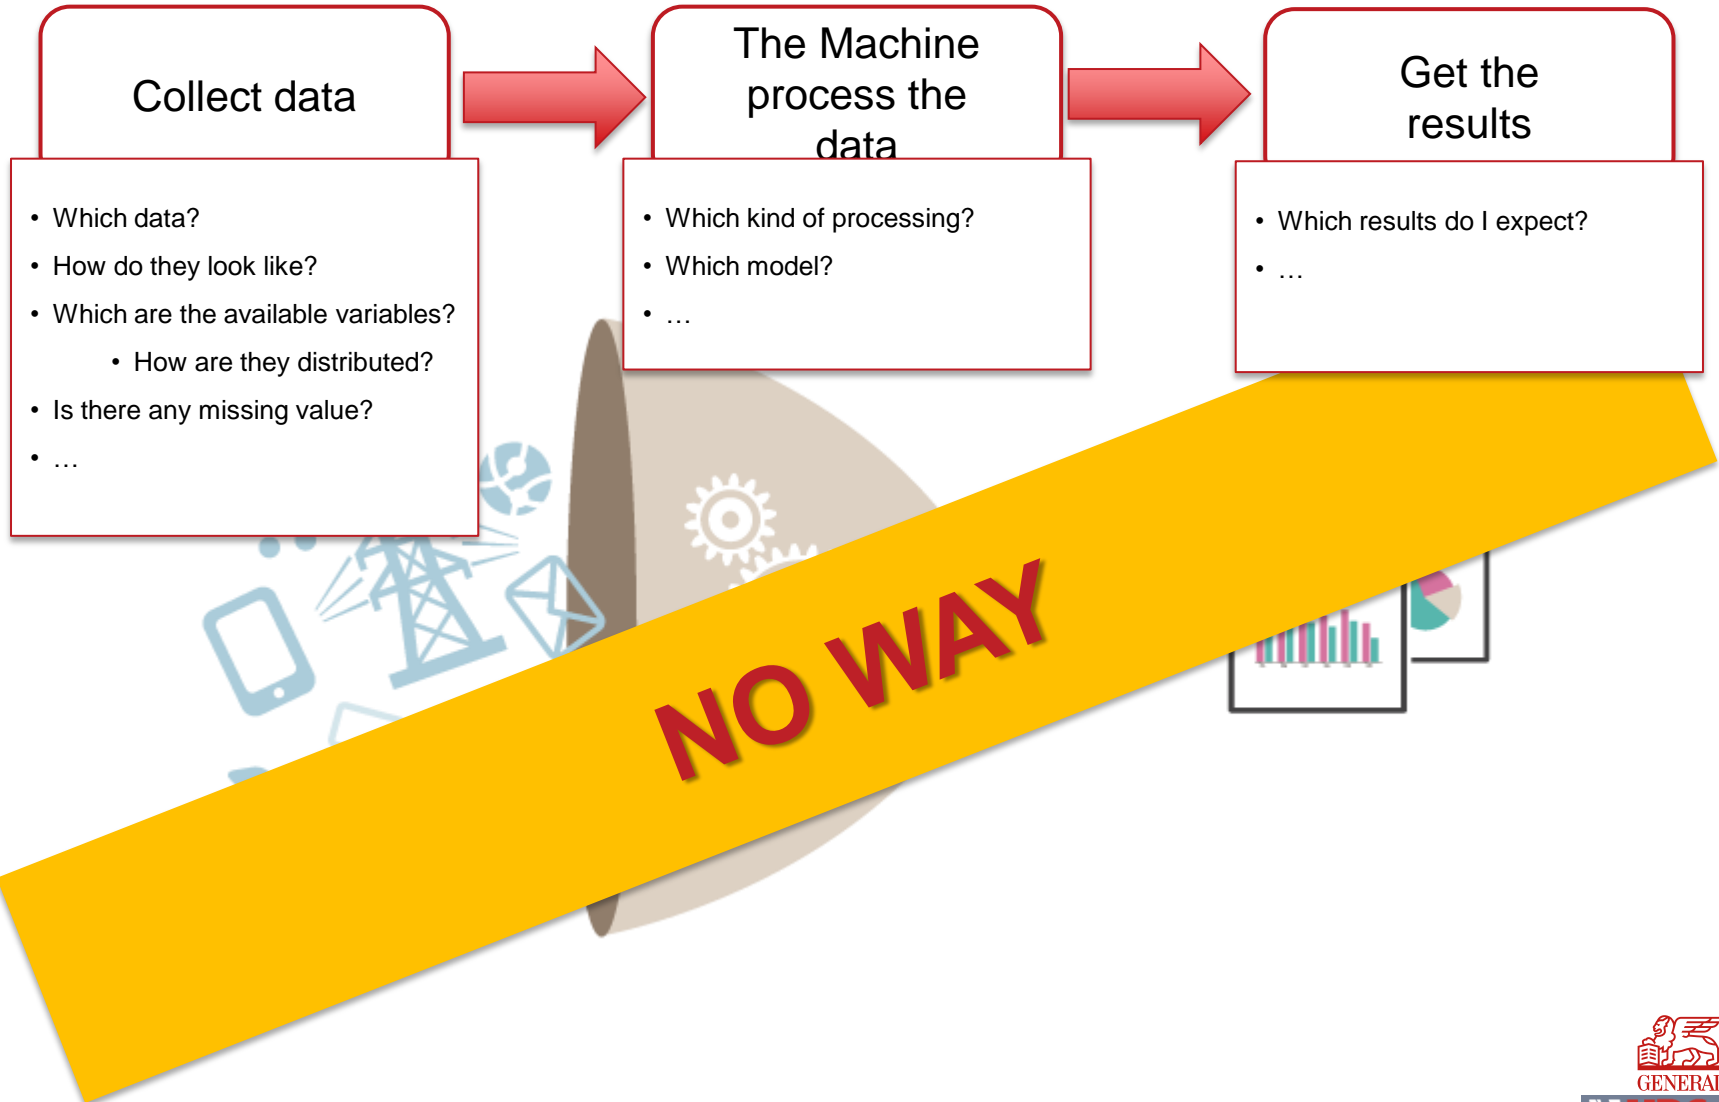 Collect data
The Machine
process the
data
Get the
results
• Which data?
• How do they look like?
• Which are the available variables?
• How are they distributed?
• Is there any missing value?
• …
• Which kind of processing?
• Which model?
• …
• Which results do I expect?
• …
NO WAY